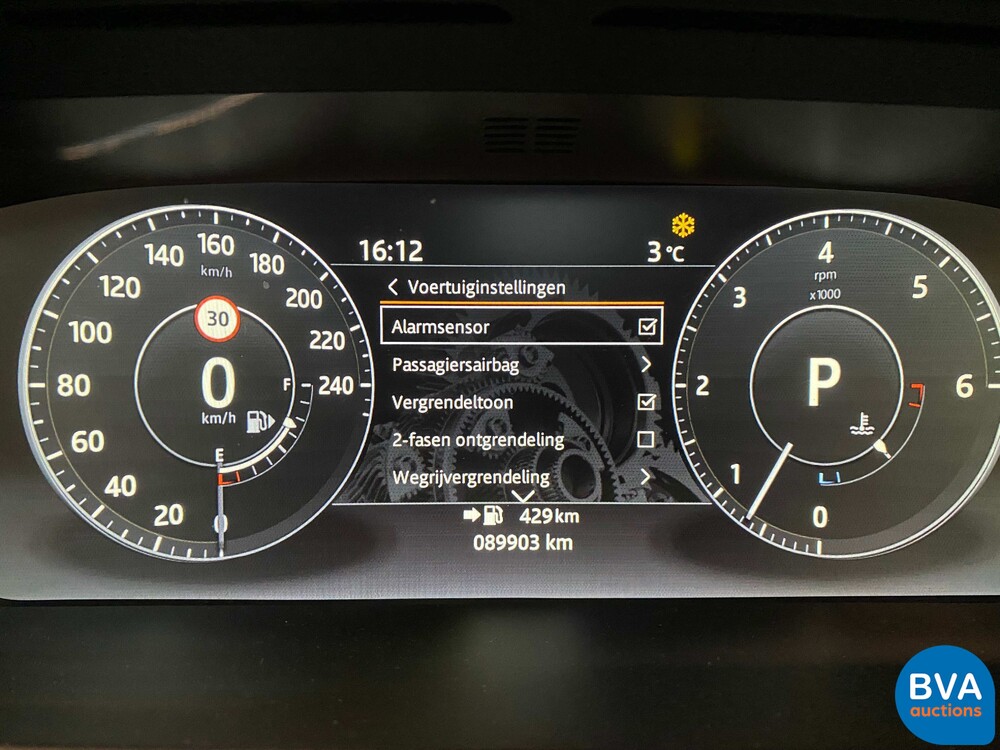 16:12
3 °C
Voertuiginstellingen
Alarmsensor
Passagiersairbag
Vergrendeltoon
2-fasen ontgrendeling
Wegrijvergrendeling
429 km
089903 km
0
20
40
60
80
100
120
140
160
180
200
220
240
km/h
30
0
km/h
F
E
0
1
2
3
4
5
6
rpm
x1000
P
BVA
auctions